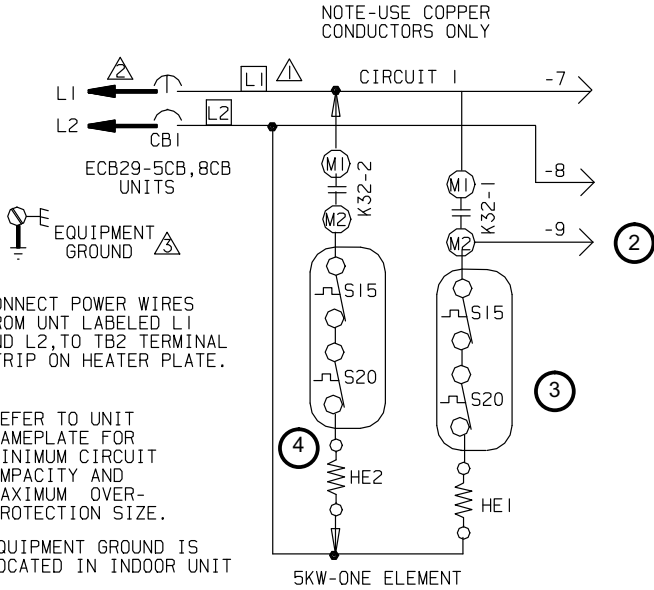 NOTE-USE COPPER
CONDUCTORS ONLY
L1
2
L1
1
CIRCUIT 1
-7
L2
CB1
L2
-8
ECB29-5CB,8CB
UNITS
M1
K32-2
M2
M1
K32-1
M2
-9
2
EQUIPMENT
GROUND
3
S15
S20
S15
S20
3
ONNECT POWER WIRES
ROM UNT LABELED L1
ND L2,TO TB2 TERMINAL
TRIP ON HEATER PLATE.
EFER TO UNIT
AMEPLATE FOR
INIMUM CIRCUIT
MPACITY AND
AXIMUM OVER-
ROTECTION SIZE.
4
HE2
HE1
QUIPMENT GROUND IS
OCATED IN INDOOR UNIT
5KW-ONE ELEMENT